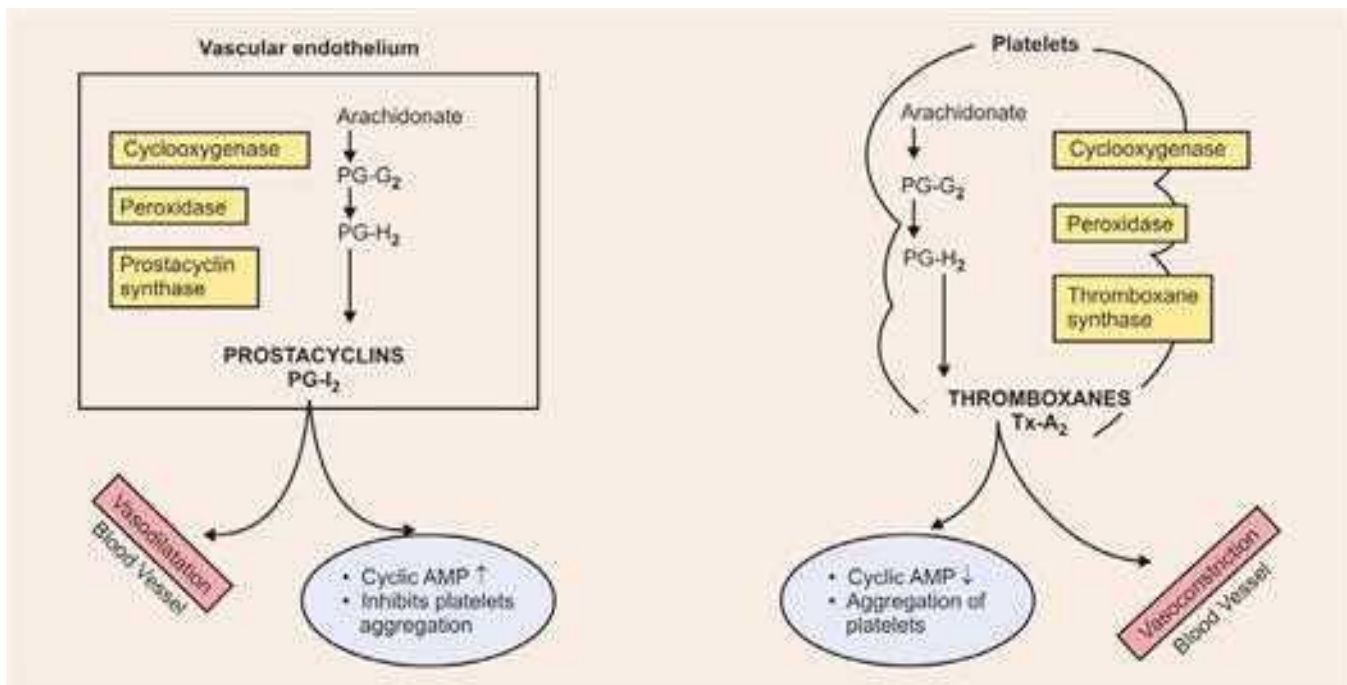 Vascular endothelium
Arachidonate
Cyclooxygenase
PG-G₂
Peroxidase
PG-H₂
Prostacyclin
synthase
PROSTACYCLINS
PG-I₂
Vasodilatation
Blood Vessel
• Cyclic AMP ↑
• Inhibits platelets
aggregation
Platelets
Arachidonate
Cyclooxygenase
PG-G₂
Peroxidase
PG-H₂
Thromboxane
synthase
THROMBOXANES
Tx-A₂
• Cyclic AMP ↓
• Aggregation of
platelets
Vasoconstriction
Blood Vessel